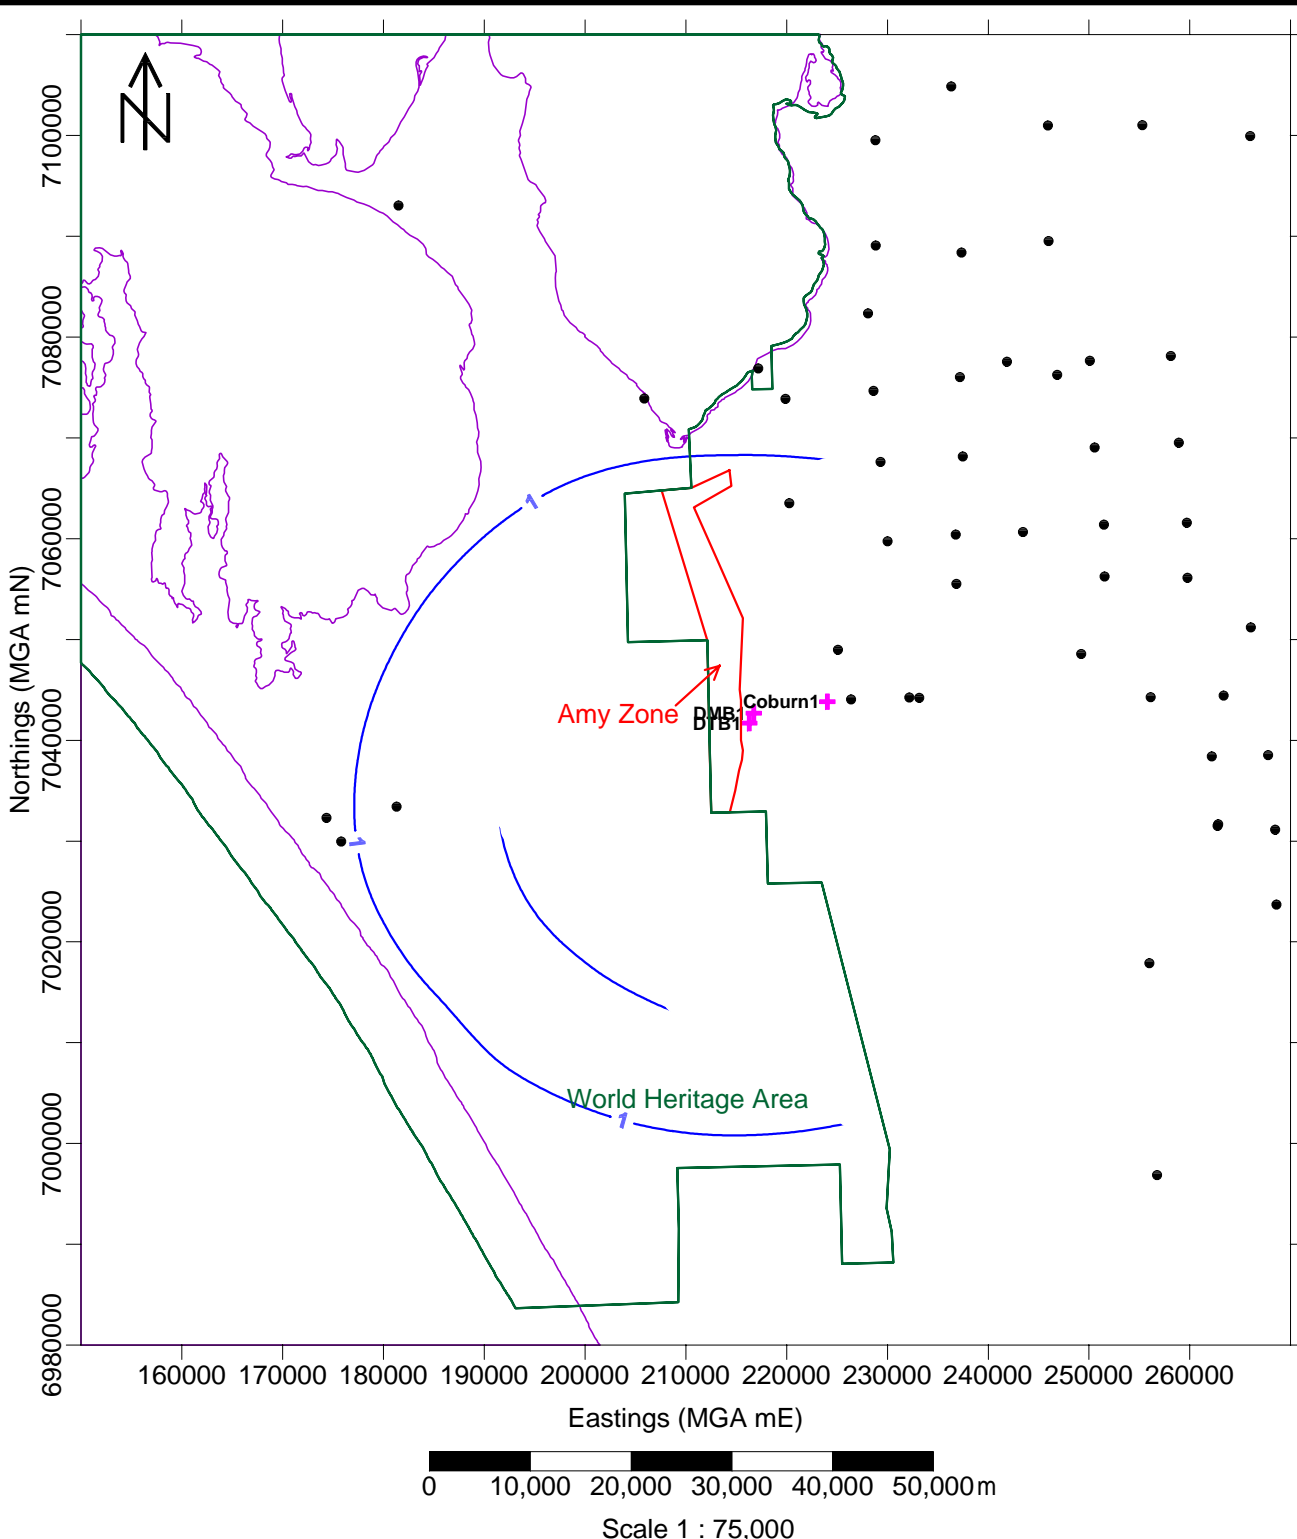 N
7100000
7080000
7060000
7040000
7020000
7000000
6980000
Northings (MGA mN)
1
Coburn1
DMB1
DTB1
Amy Zone
1
World Heritage Area
1
160000 170000 180000 190000 200000 210000 220000 230000 240000 250000 260000
Eastings (MGA mE)
0 10,000 20,000 30,000 40,000 50,000m
Scale 1 : 75,000